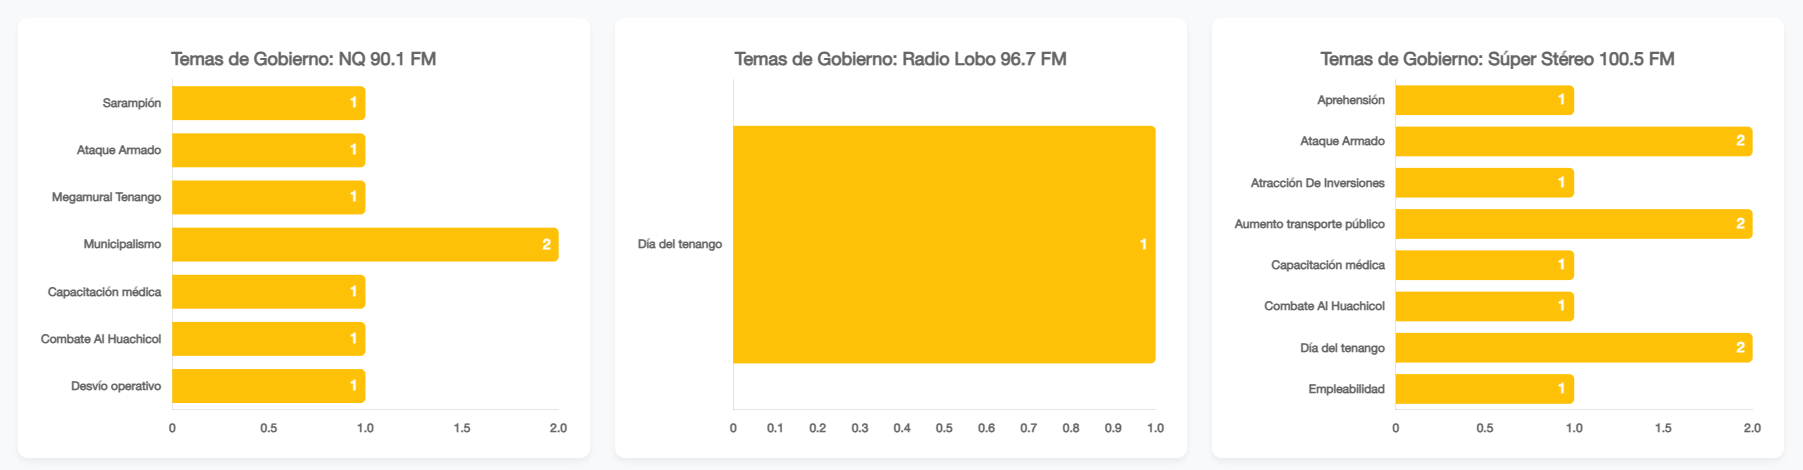 Temas de Gobierno: NQ 90.1 FM
Sarampión 1
Ataque Armado 1
Megamural Tenango 1
Municipalismo 2
Capacitación médica 1
Combate Al Huachicol 1
Desvío operativo 1
0 0.5 1.0 1.5 2.0
Temas de Gobierno: Radio Lobo 96.7 FM
Día del tenango 1
0 0.1 0.2 0.3 0.4 0.5 0.6 0.7 0.8 0.9 1.0
Temas de Gobierno: Súper Stéreo 100.5 FM
Aprehensión 1
Ataque Armado 2
Atracción De Inversiones 1
Aumento transporte público 2
Capacitación médica 1
Combate Al Huachicol 1
Día del tenango 2
Empleabilidad 1
0 0.5 1.0 1.5 2.0